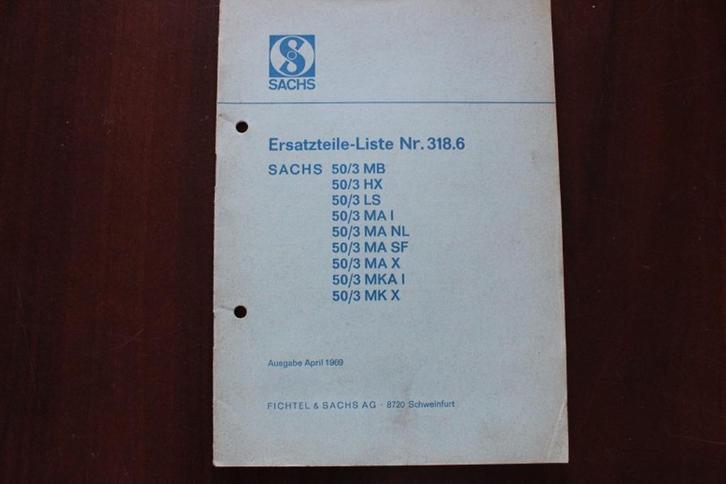 SACHS
Ersatzteile-Liste Nr. 318.6
SACHS 50/3 MB
50/3 HX
50/3 LS
50/3 MA I
50/3 MA NL
50/3 MA SF
50/3 MA X
50/3 MKA I
50/3 MK X
Ausgabe April 1969
FICHTEL & SACHS AG · 8720 Schweinfurt